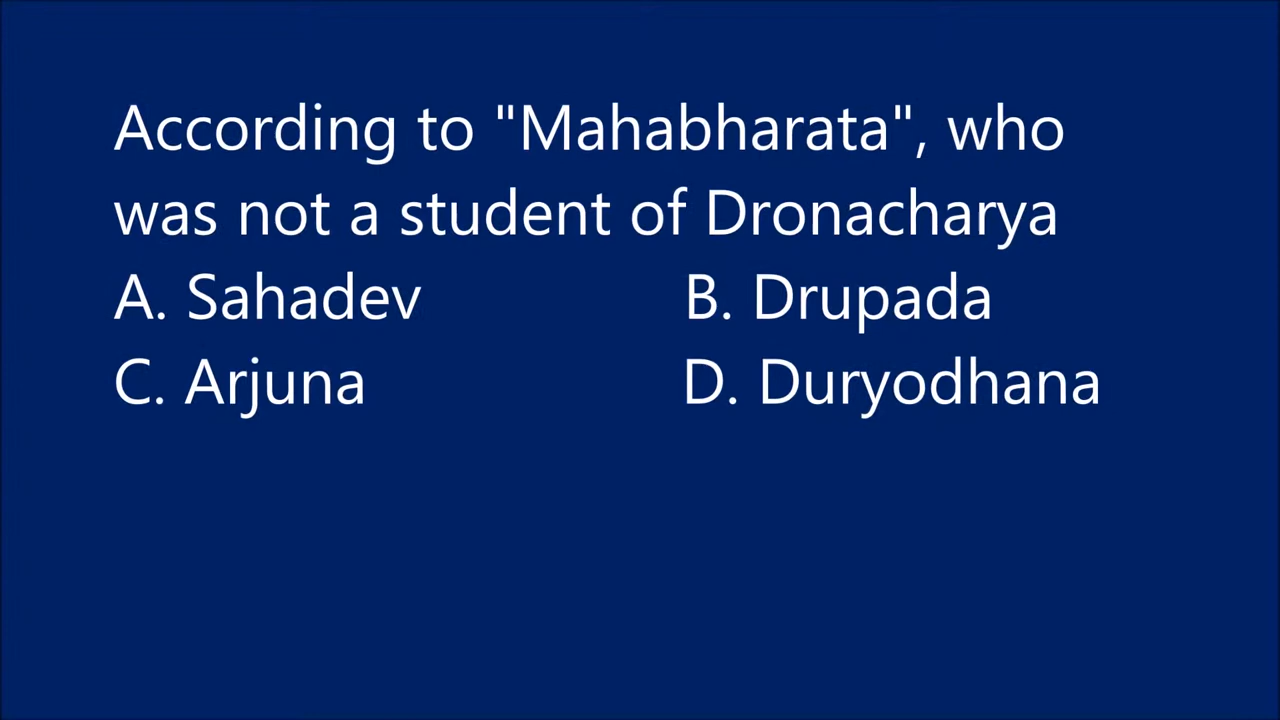 According to "Mahabharata", who
was not a student of Dronacharya
A. Sahadev B. Drupada
C. Arjuna D. Duryodhana